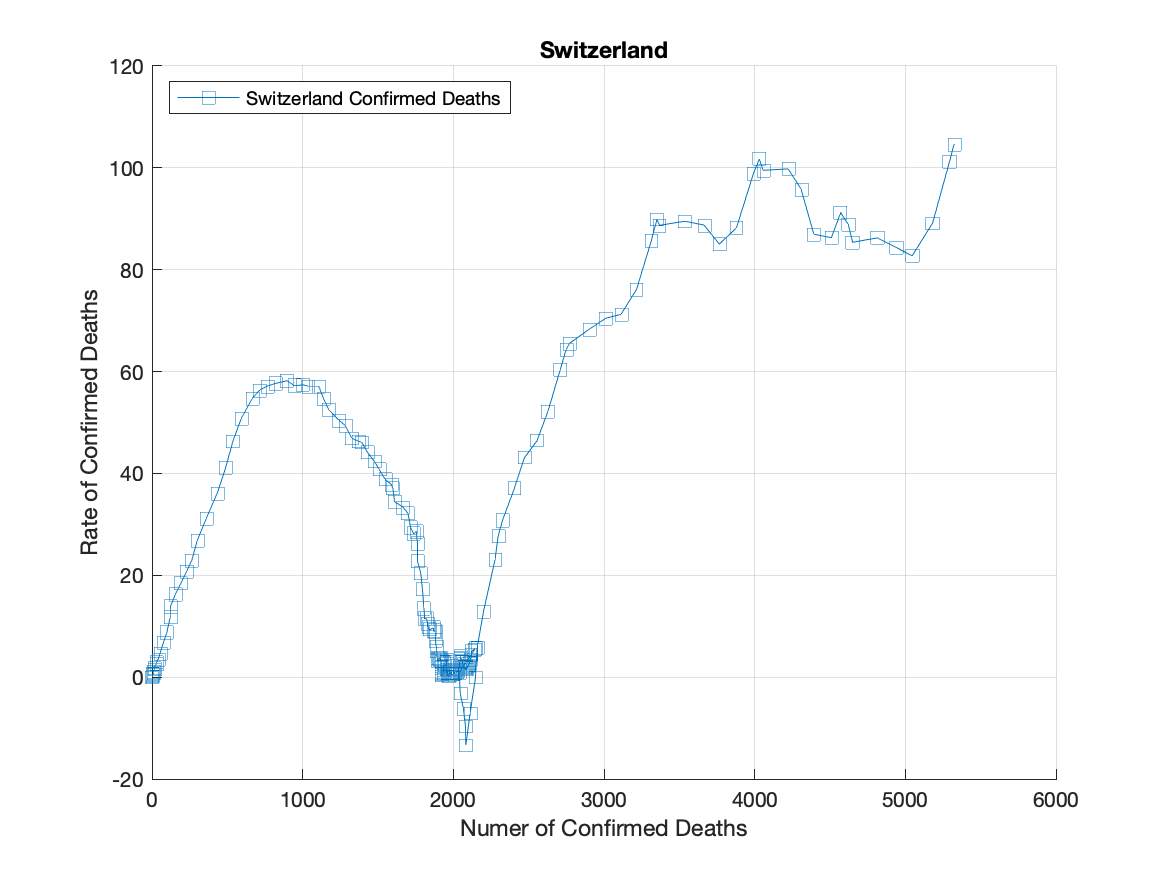 Switzerland
Switzerland Confirmed Deaths
120
100
80
60
40
20
0
-20
Rate of Confirmed Deaths
0 1000 2000 3000 4000 5000 6000
Numer of Confirmed Deaths